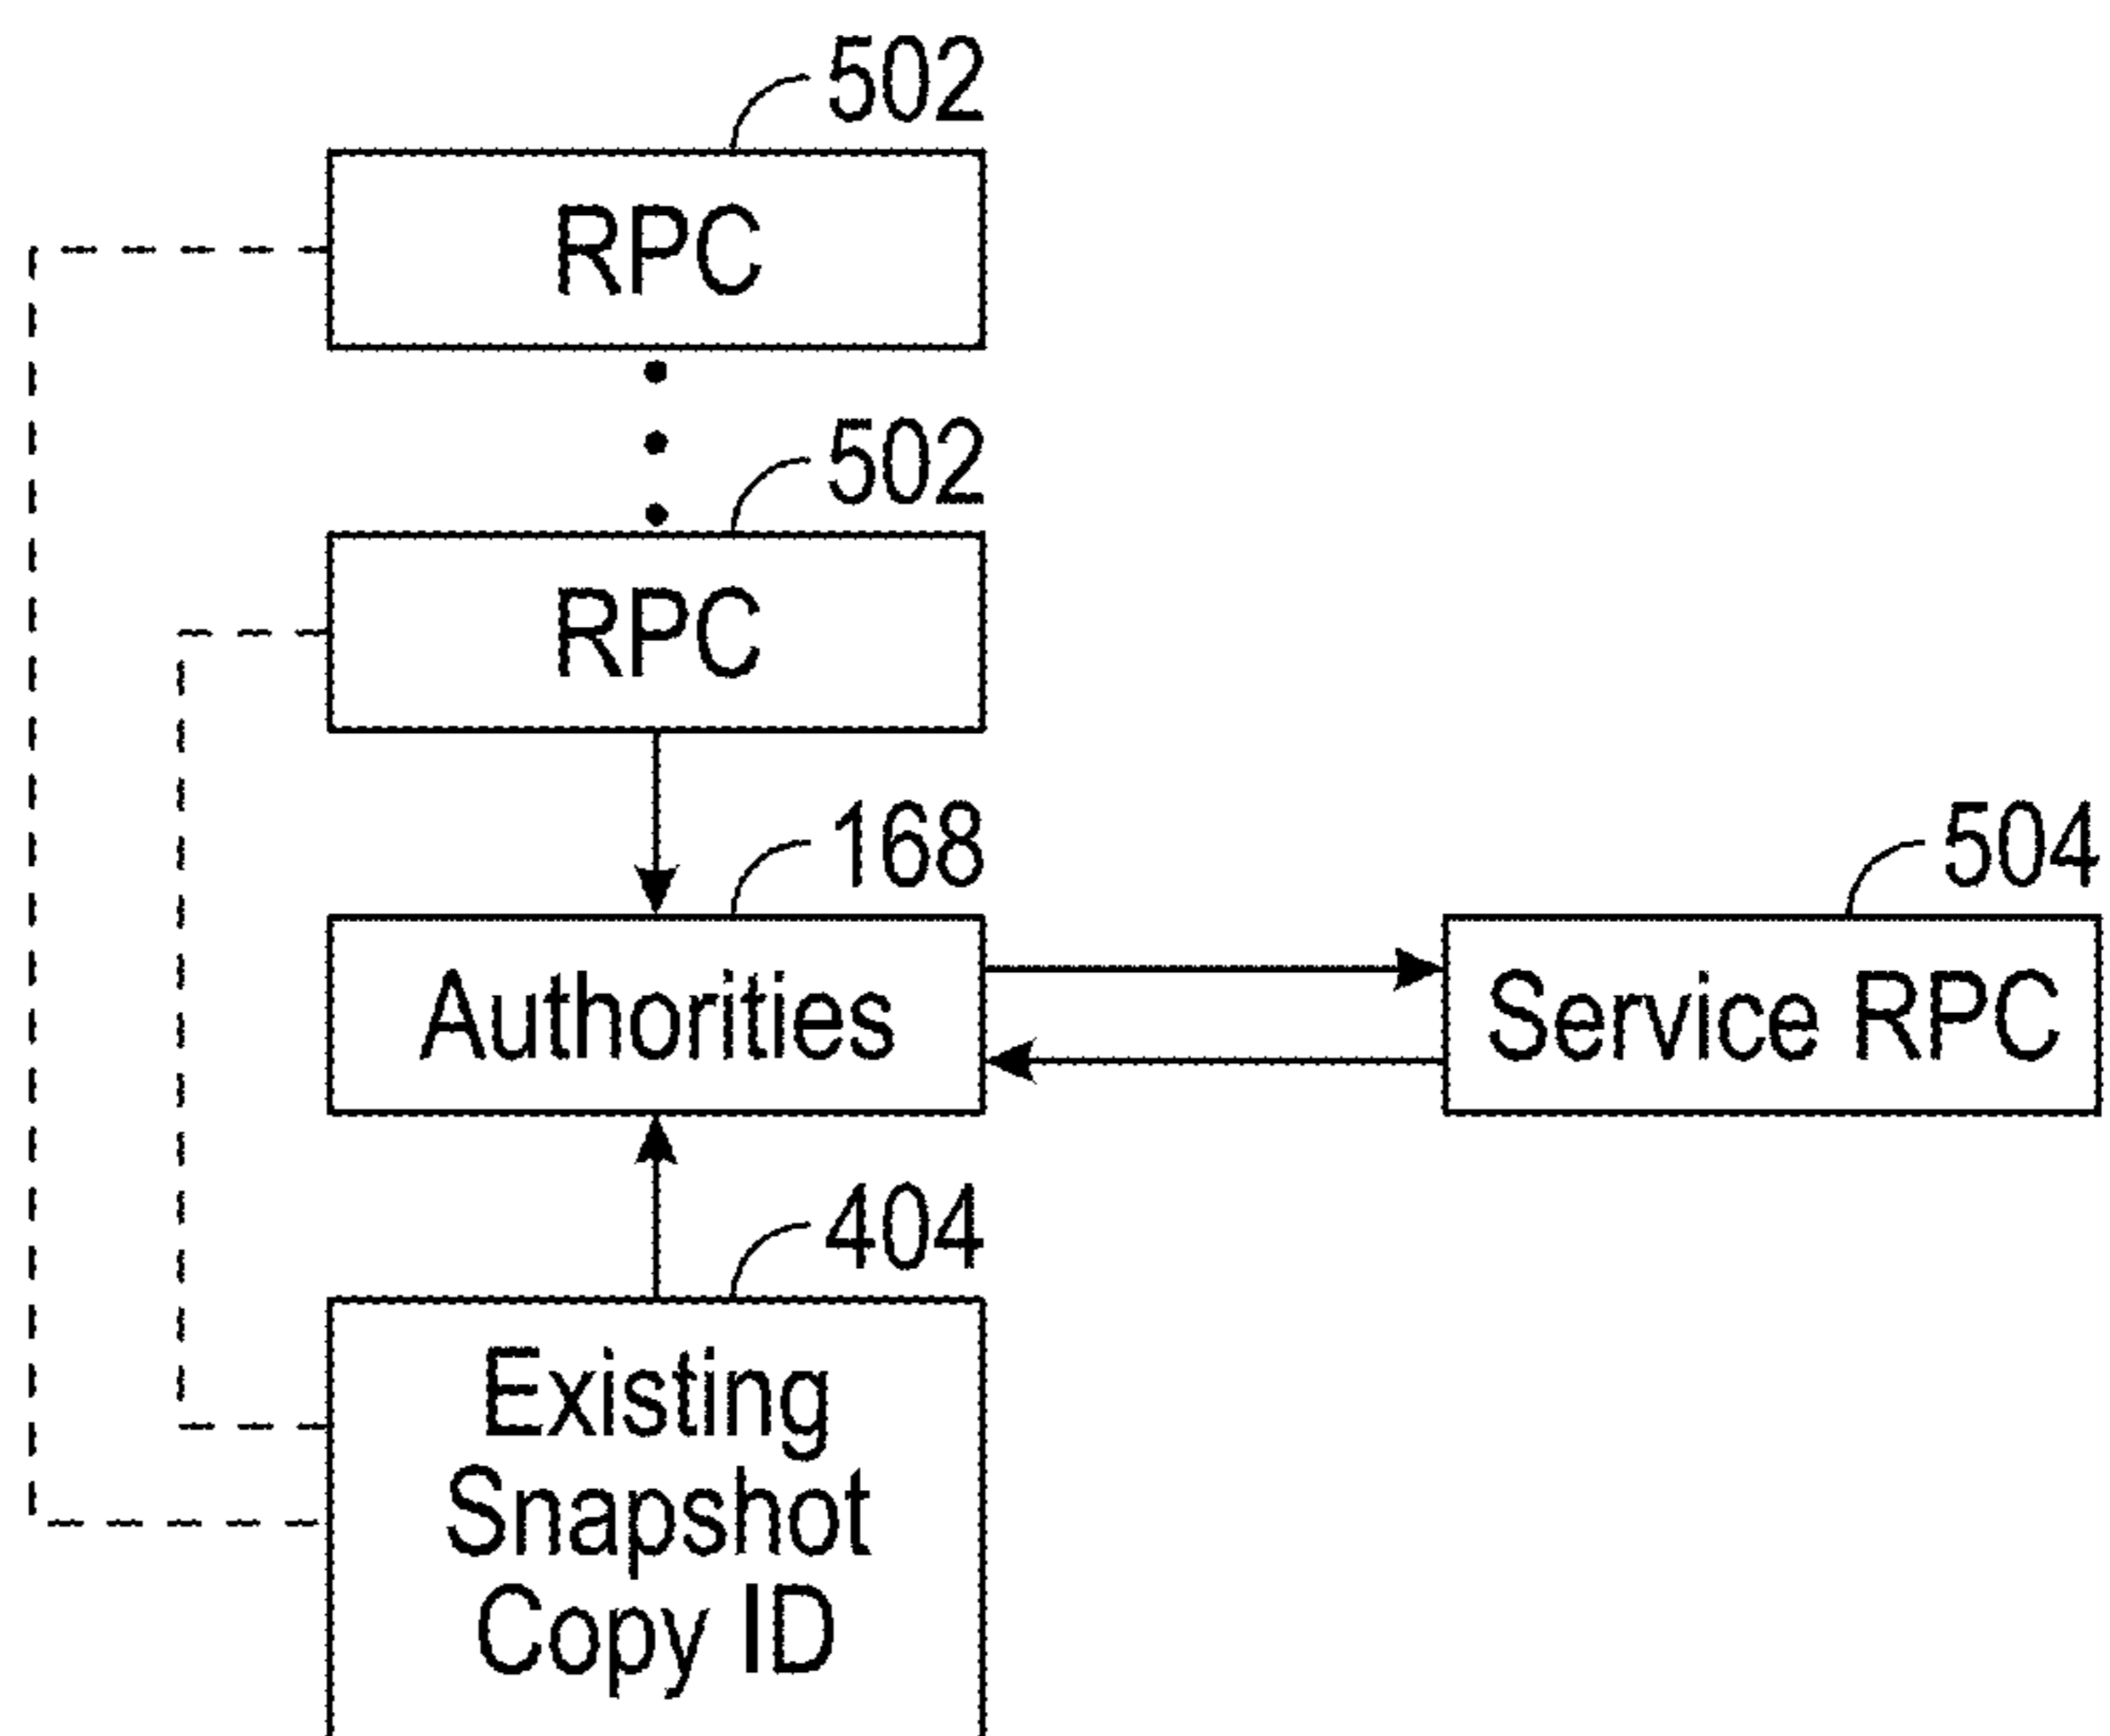 502
RPC
502
RPC
168
504
Authorities
Service RPC
404
Existing
Snapshot
Copy ID